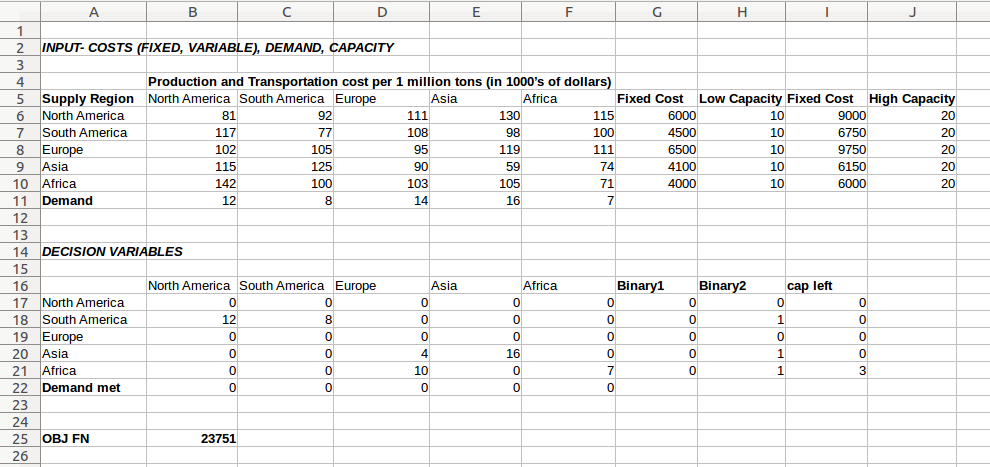 A B C D E F G H I J
1
2 INPUT- COSTS (FIXED, VARIABLE), DEMAND, CAPACITY
3
4 Production and Transportation cost per 1 million tons (in 1000's of dollars)
5 Supply Region North America South America Europe Asia Africa Fixed Cost Low Capacity Fixed Cost High Capacity
6 North America 81 92 111 130 115 6000 10 9000 20
7 South America 117 77 108 98 100 4500 10 6750 20
8 Europe 102 105 95 119 111 6500 10 9750 20
9 Asia 115 125 90 59 74 4100 10 6150 20
10 Africa 142 100 103 105 71 4000 10 6000 20
11 Demand 12 8 14 16 7
12
13
14 DECISION VARIABLES
15
16 North America South America Europe Asia Africa Binary1 Binary2 cap left
17 North America 0 0 0 0 0 0 0 0
18 South America 12 8 0 0 0 0 1 0
19 Europe 0 0 0 0 0 0 0 0
20 Asia 0 0 4 16 0 0 1 0
21 Africa 0 0 10 0 7 0 1 3
22 Demand met 0 0 0 0 0
23
24
25 OBJ FN 23751
26